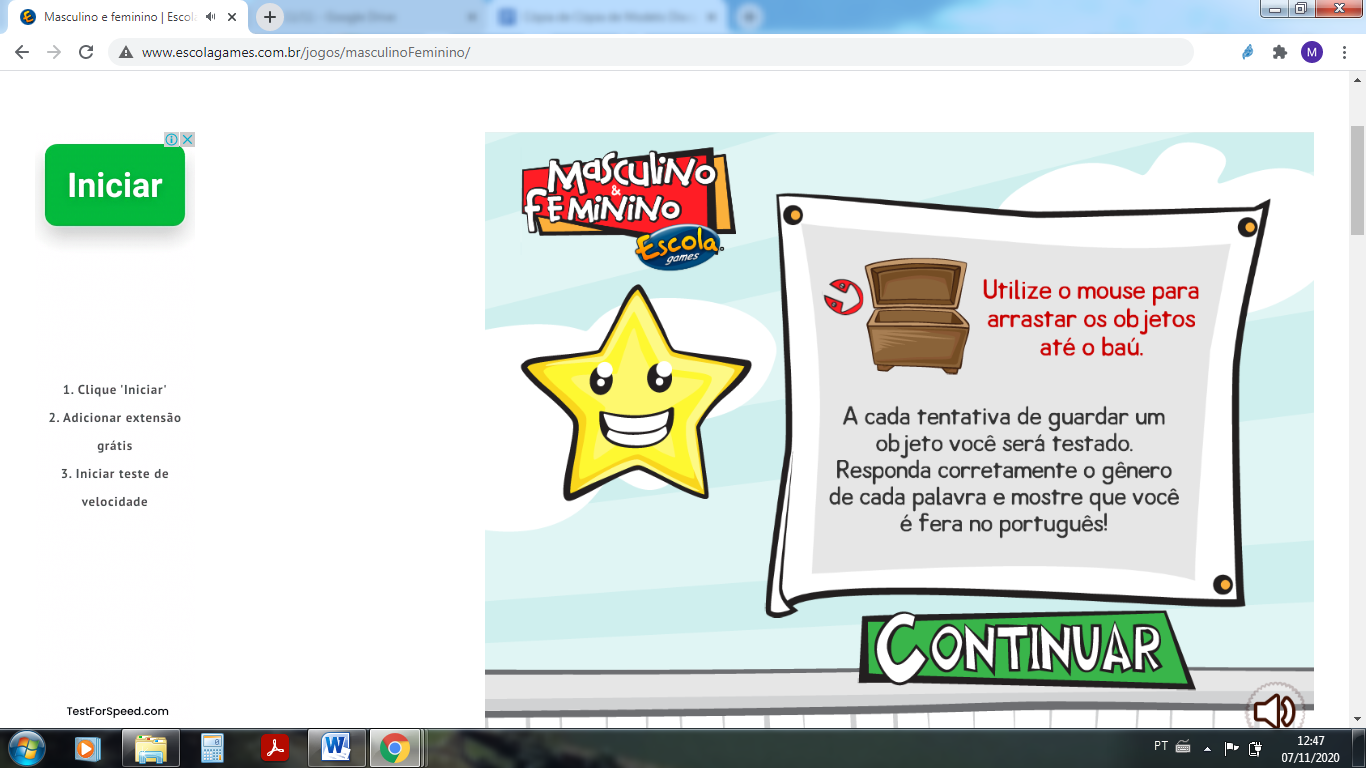 Masculino e feminino | Escol
www.escolagames.com.br/jogos/masculinoFeminino/
M
Iniciar
1. Clique 'Iniciar'
2. Adicionar extensão
grátis
3. Iniciar teste de
velocidade
TestForSpeed.com
Masculino
&
Feminino
Escola
games
Utilize o mouse para
arrastar os objetos
até o baú.
A cada tentativa de guardar um
objeto você será testado.
Responda corretamente o gênero
de cada palavra e mostre que você
é fera no português!
Continuar
PT
12:47
07/11/2020